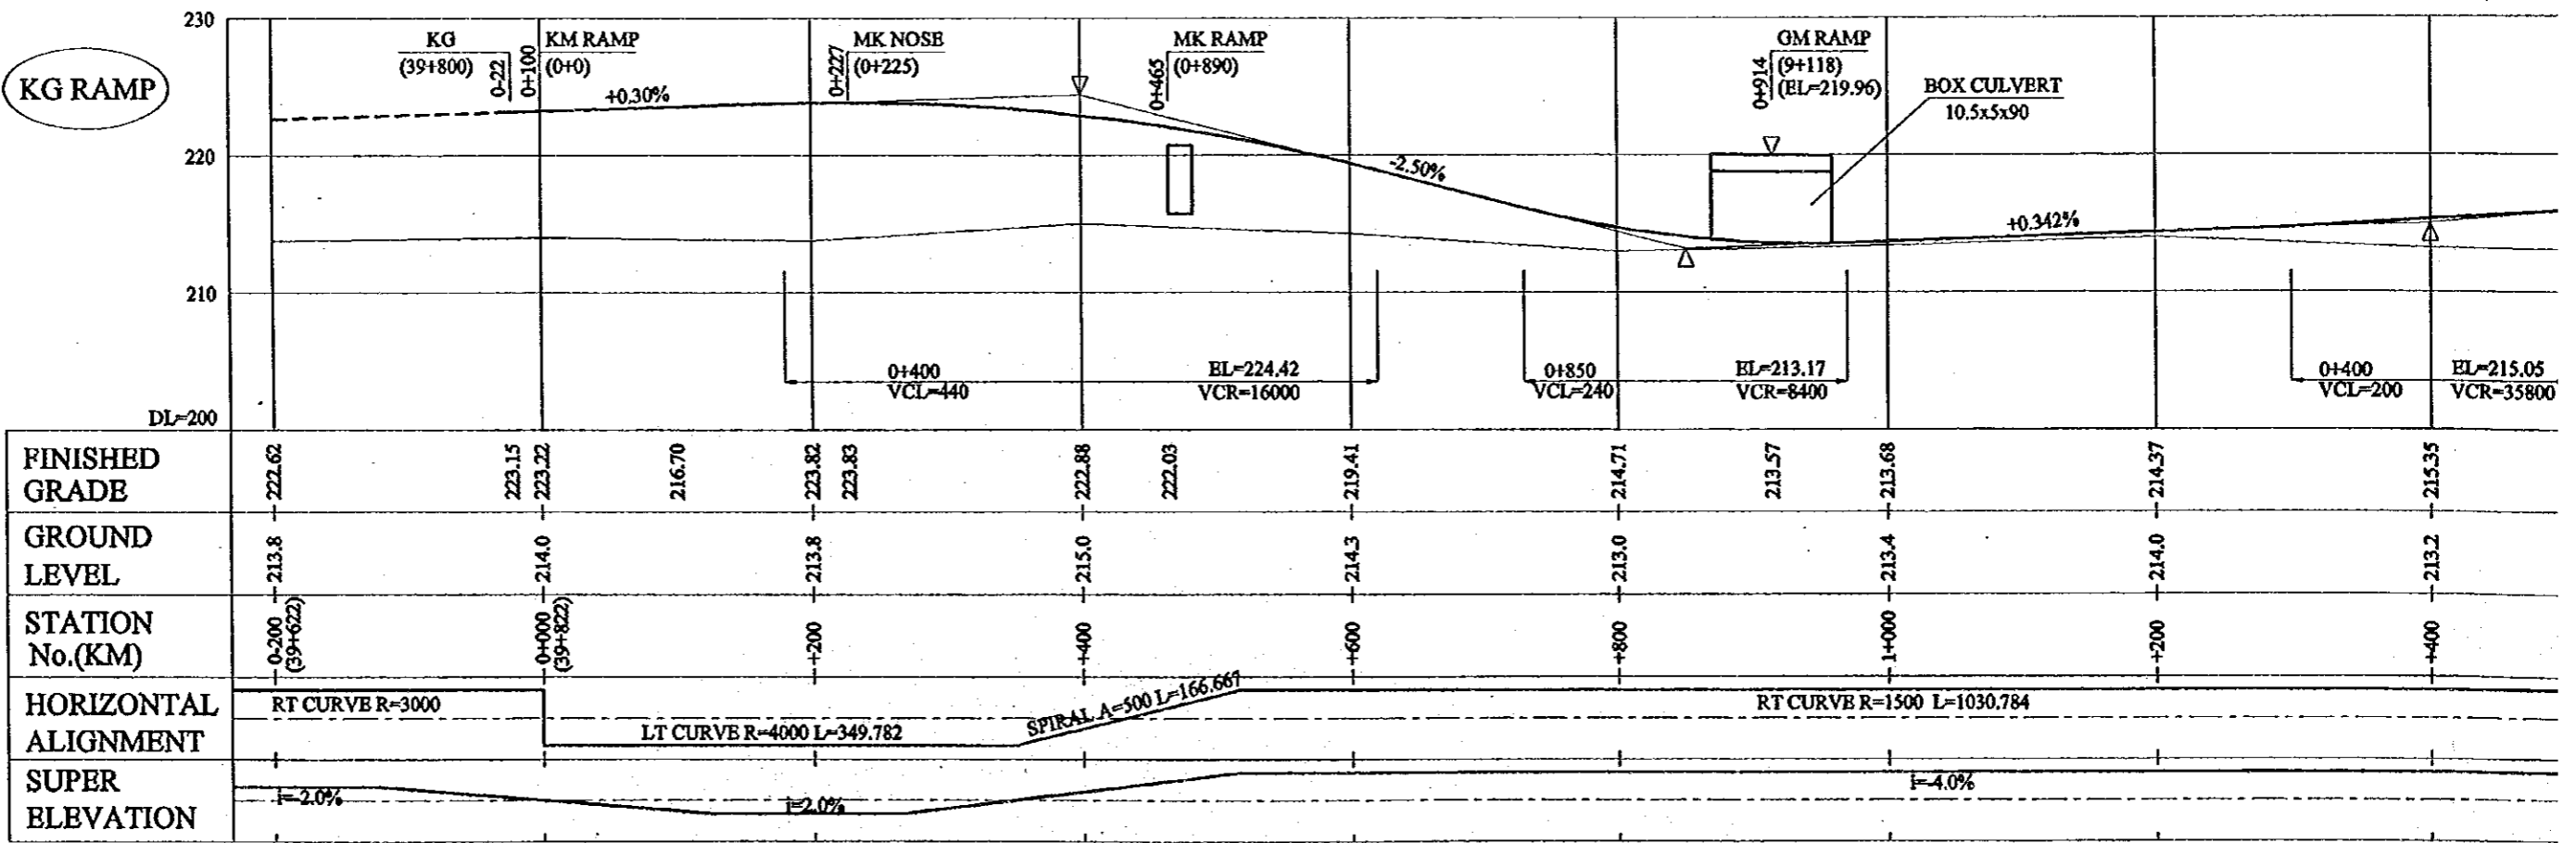 230
KG RAMP
KG
(39+800)
0-22
0+100
KM RAMP
(0+0)
+0.30%
0+227
MK NOSE
(0+225)
0+465
MK RAMP
(0+890)
-2.50%
0+914
GM RAMP
(9+118)
(EL=219.96)
BOX CULVERT
10.5x5x90
+0.342%
220
210
0+400
VCL=440
EL=224.42
VCR=16000
0+850
VCL=240
EL=213.17
VCR=8400
0+400
VCL=200
EL=215.05
VCR=35800
DL=200
FINISHED
GRADE
222.62
223.15
223.22
216.70
223.82
223.83
222.88
222.03
219.41
214.71
213.57
213.68
214.37
215.35
GROUND
LEVEL
213.8
214.0
213.8
215.0
214.3
213.0
213.4
214.0
213.2
STATION
No.(KM)
0-200
(39+622)
0+000
(39+822)
+200
+400
+600
+800
1+000
+200
+400
HORIZONTAL
ALIGNMENT
RT CURVE R=3000
LT CURVE R=4000 L=349.782
SPIRAL A=500 L=166.667
RT CURVE R=1500 L=1030.784
SUPER
ELEVATION
i=-2.0%
i=2.0%
i=-4.0%